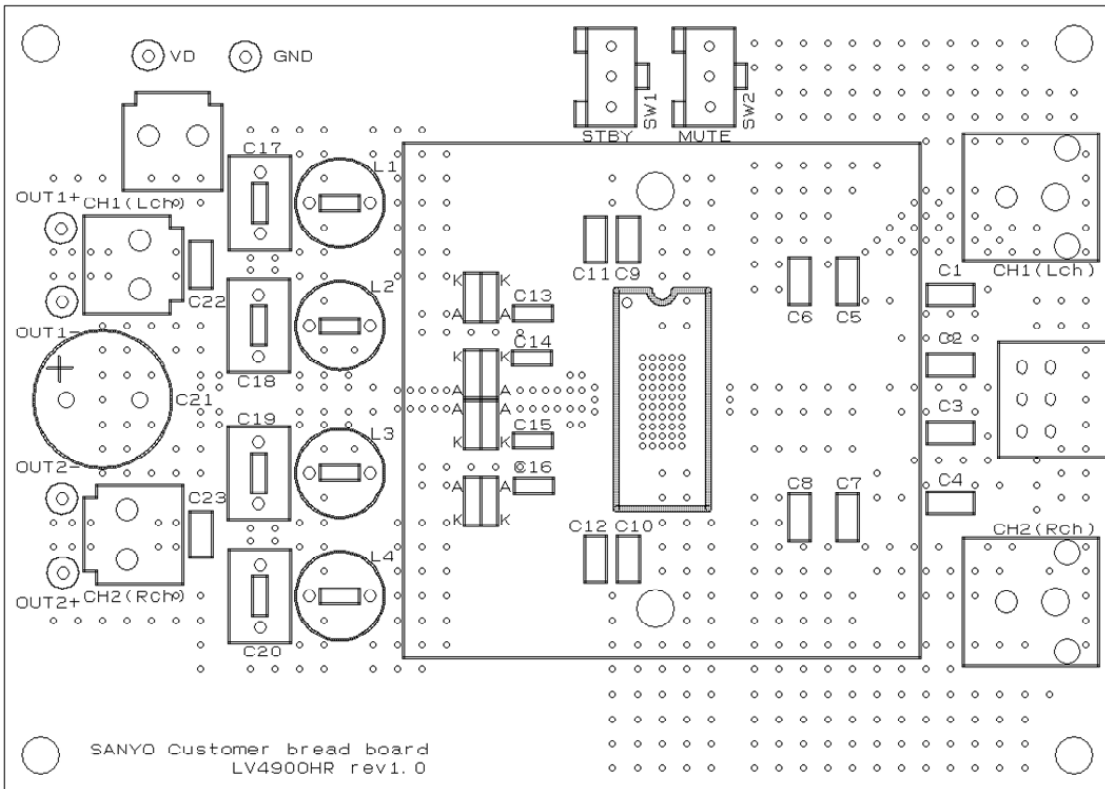 VD
GND
STBY
SW1
MUTE
SW2
C17
L1
OUT1+
CH1(Lch)
C11
C9
CH1(Lch)
C22
L2
K
K
C13
C6
C5
C1
OUT1-
A
A
C18
C2
K
K
C14
C21
A
A
C19
L3
A
A
C15
C3
K
K
OUT2-
C16
C23
A
A
C8
C7
C4
K
K
C12
C10
CH2(RCh)
L4
OUT2+
CH2(Rch)
C20
SANYO Customer bread board
LV4900HR rev1.0